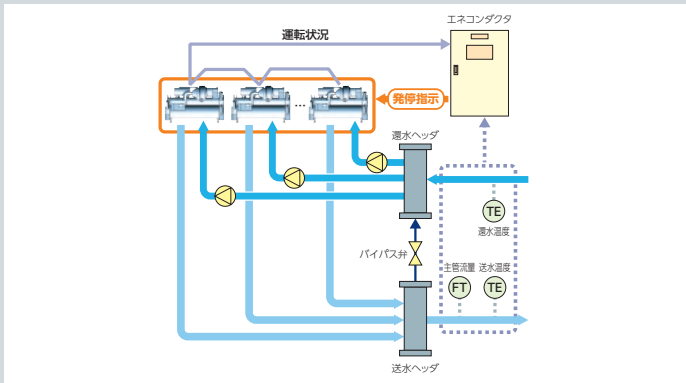 エネコンダクタ
運転状況
発停指示
…
還水ヘッダ
TE
還水温度
バイパス弁
主管流量 送水温度
FT TE
送水ヘッダ